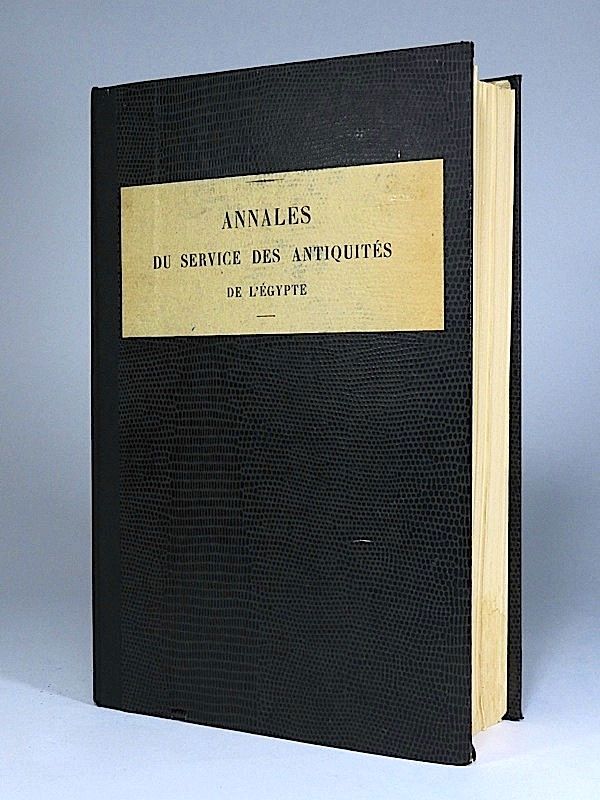 ANNALES
DU SERVICE DES ANTIQUITÉS
DE L'ÉGYPTE